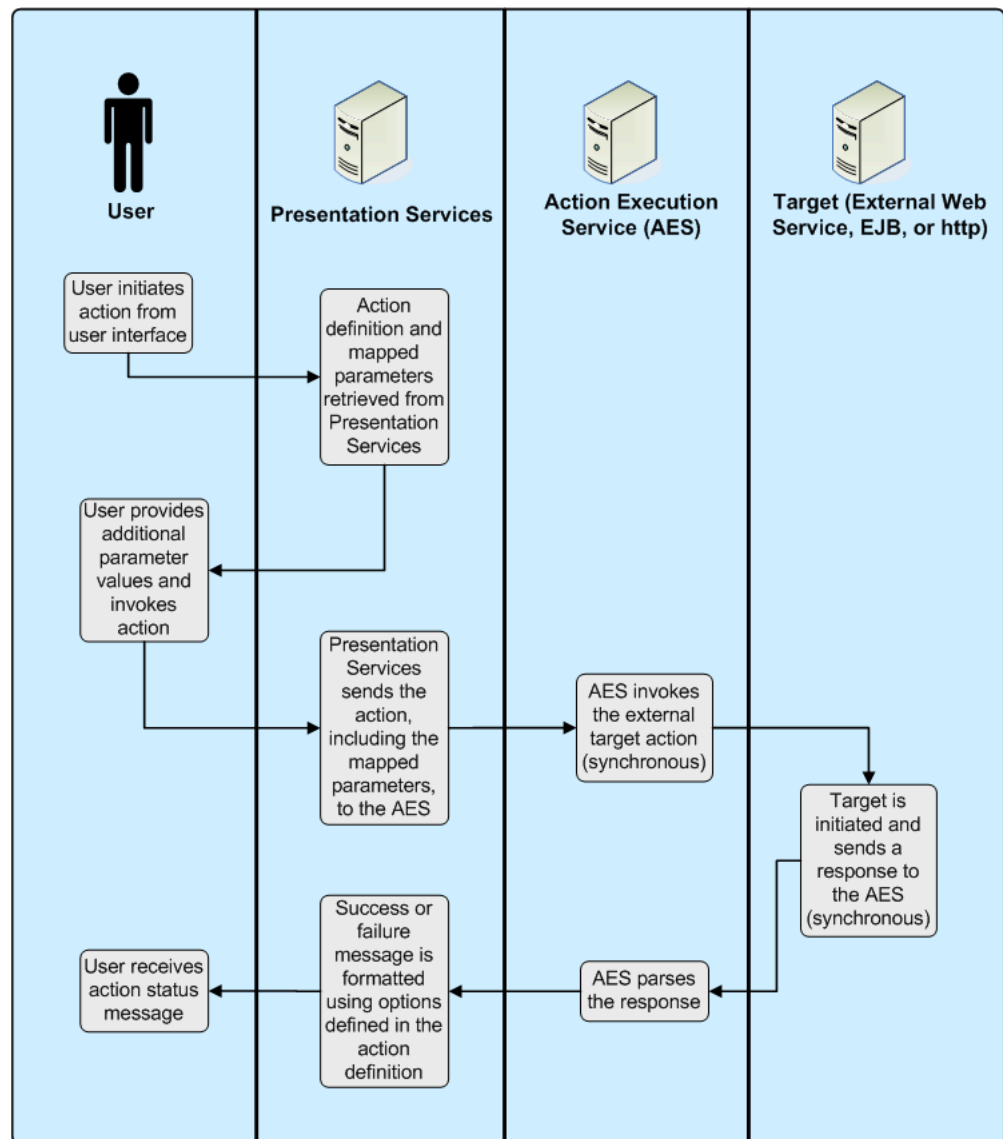 User
Presentation Services
Action Execution
Service (AES)
Target (External Web
Service, EJB, or http)
User initiates
action from
user interface
Action
definition and
mapped
parameters
retrieved from
Presentation
Services
User provides
additional
parameter
values and
invokes
action
Presentation
Services
sends the
action,
including the
mapped
parameters,
to the AES
AES invokes
the external
target action
(synchronous)
Target is
initiated and
sends a
response to
the AES
(synchronous)
AES parses
the response
Success or
failure
message is
formatted
using options
defined in the
action
definition
User receives
action status
message